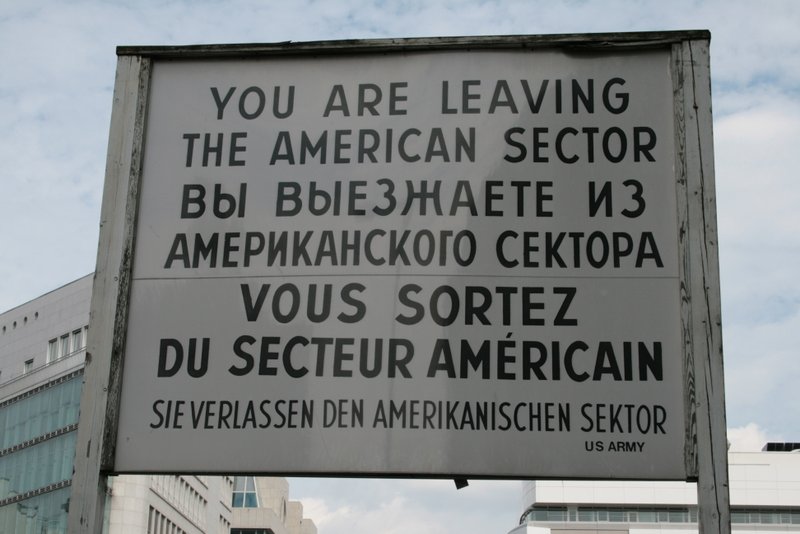 YOU ARE LEAVING
THE AMERICAN SECTOR
ВЫ ВЫЕЗЖАЕТЕ ИЗ
АМЕРИКАНСКОГО СЕКТОРА
VOUS SORTEZ
DU SECTEUR AMÉRICAIN
SIE VERLASSEN DEN AMERIKANISCHEN SEKTOR
US ARMY